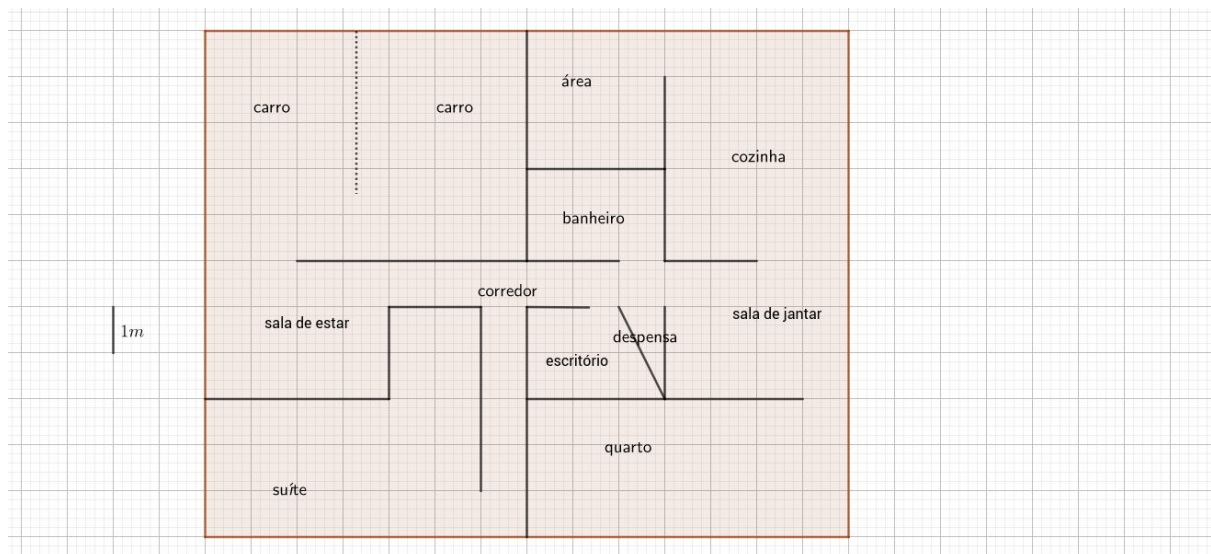 área
carro
carro
cozinha
banheiro
corredor
sala de jantar
sala de estar
1m
despensa
escritório
quarto
suíte